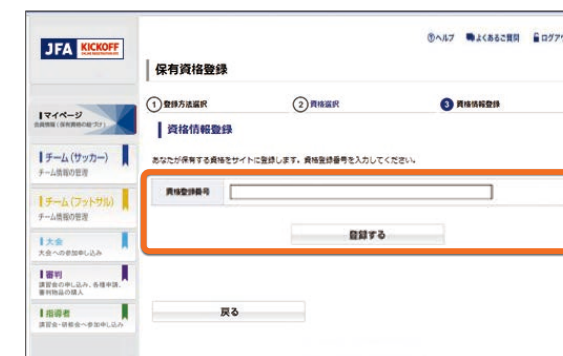 JFA KICKOFF
ヘルプ よくあるご質問 ログアウ
保有資格登録
1 登録方法選択 2 資格選択 3 資格情報登録
資格情報登録
あなたが保有する資格をサイトに登録します。資格登録番号を入力してください。
資格登録番号
登録する
戻る
マイページ
チーム(サッカー)
チーム情報の管理
チーム(フットサル)
チーム情報の管理
大会
大会への参加申し込み
審判
講習会の申し込み、各種申請、
審判物品の購入
指導者
講習会・研修会へ参加申し込み